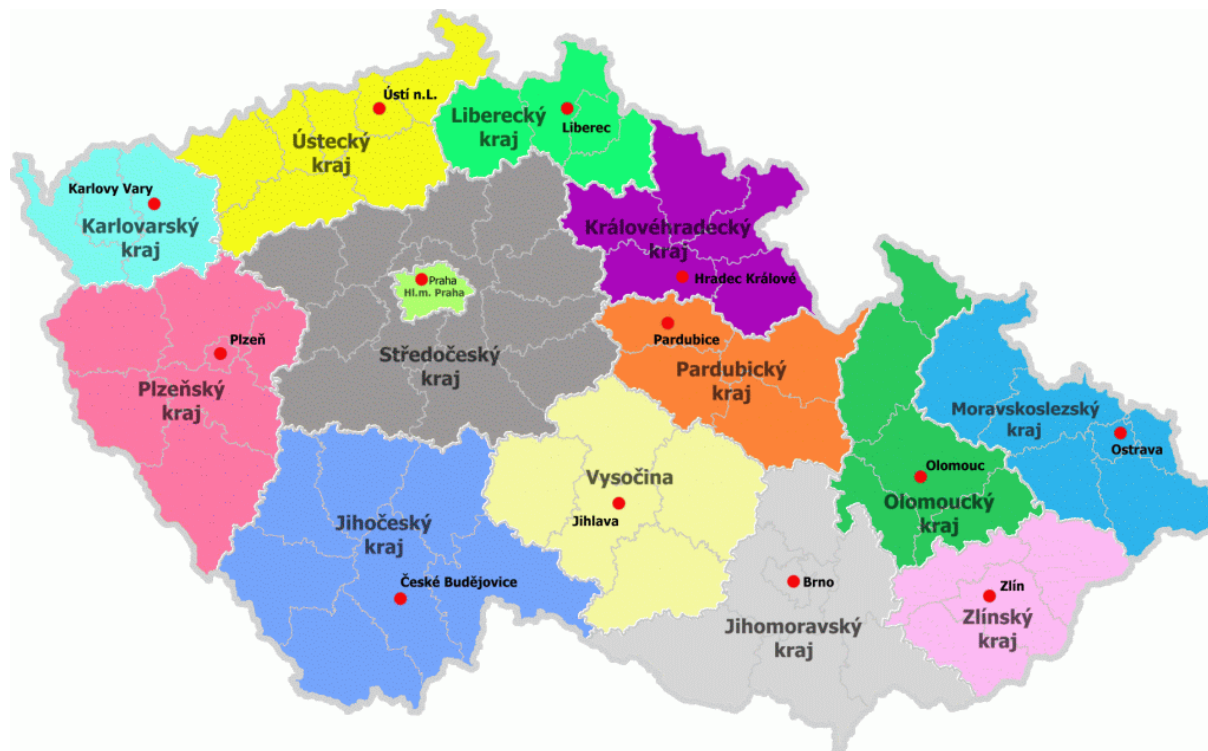 Ústí n.L.
Ústecký
kraj
Liberecký
kraj
Liberec
Karlovy Vary
Karlovarský
kraj
Královéhradecký
kraj
Hradec Králové
Praha
Hl.m. Praha
Plzeň
Plzeňský
kraj
Středočeský
kraj
Pardubice
Pardubický
kraj
Moravskoslezský
kraj
Ostrava
Olomouc
Olomoucký
kraj
Vysočina
Jihlava
Jihočeský
kraj
České Budějovice
Brno
Jihomoravský
kraj
Zlín
Zlínský
kraj